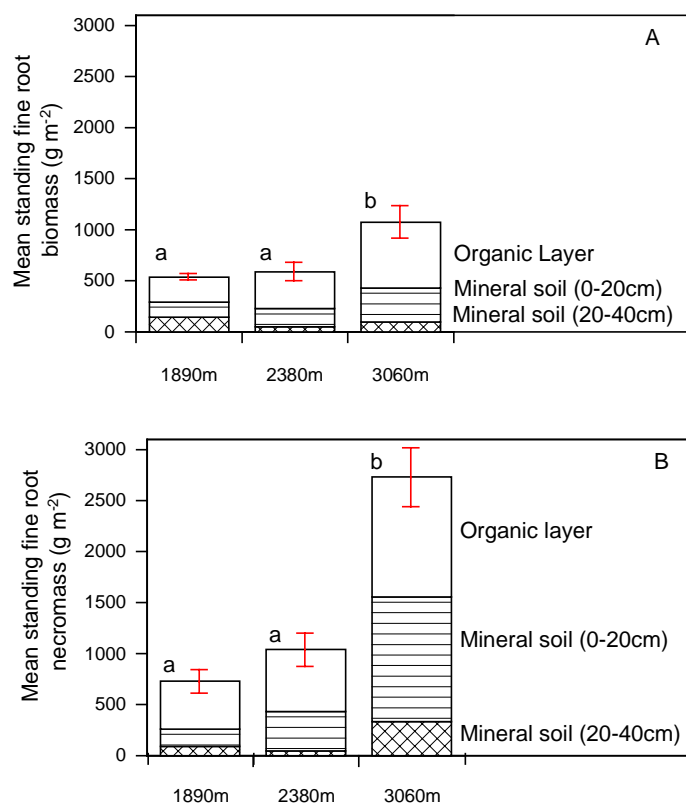 3000
A
2500
2000
1500
1000
500
0
Mean standing fine root
biomass (g m⁻²)
a
a
b
Organic Layer
Mineral soil (0-20cm)
Mineral soil (20-40cm)
1890m
2380m
3060m
3000
B
2500
2000
1500
1000
500
0
Mean standing fine root
necromass (g m⁻²)
a
a
b
Organic layer
Mineral soil (0-20cm)
Mineral soil (20-40cm)
1890m
2380m
3060m